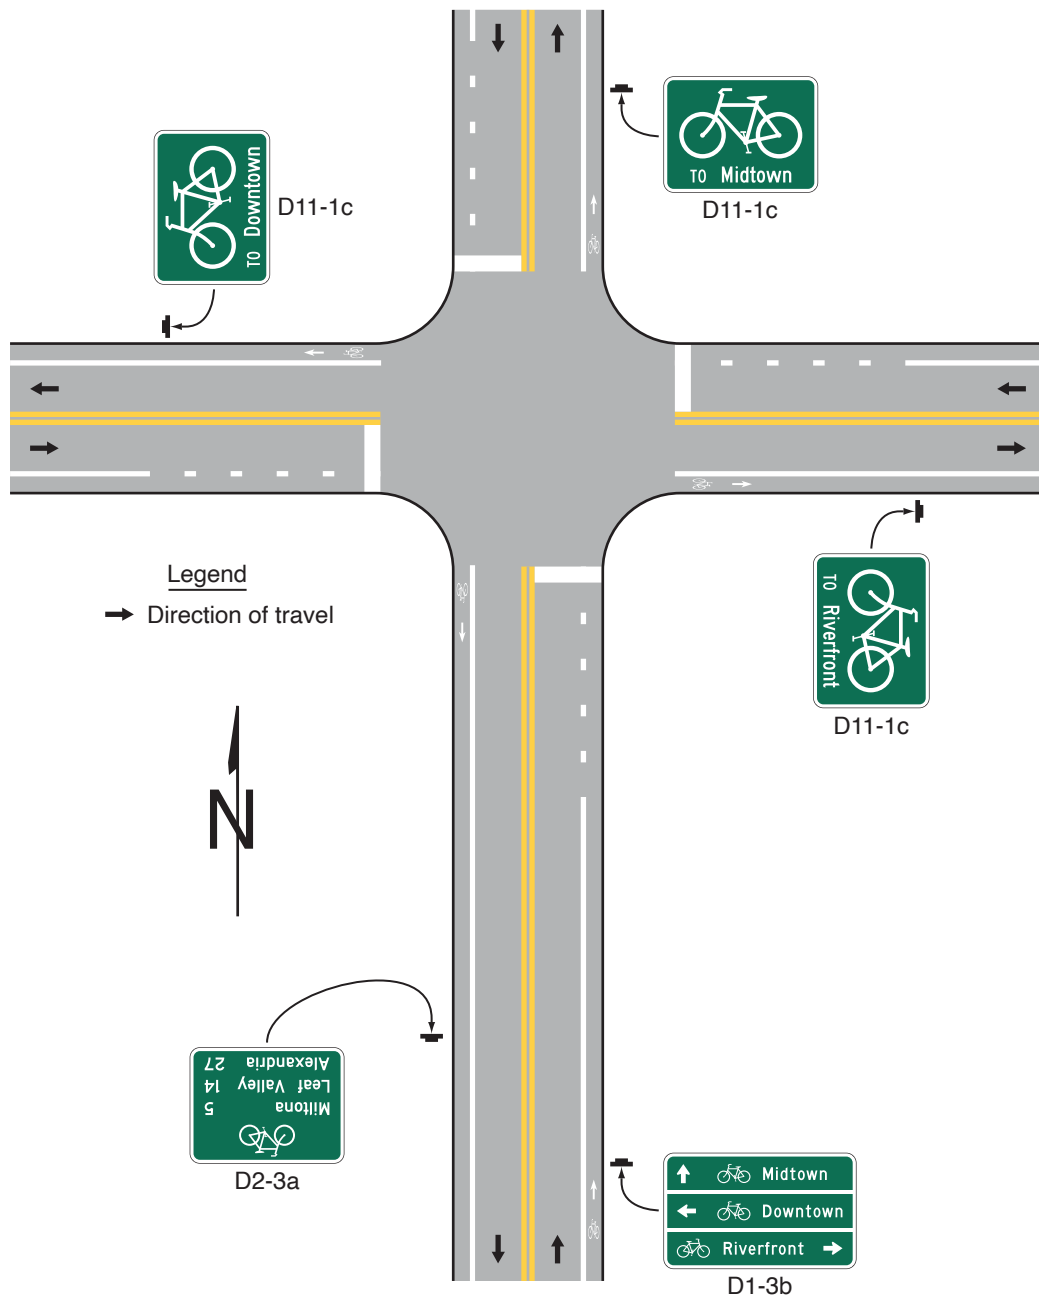 TO Midtown
D11-1c
TO Downtown
D11-1c
Legend
Direction of travel
TO Riverfront
D11-1c
N
Miltona 5
Leaf Valley 14
Alexandria 27
D2-3a
Midtown
Downtown
Riverfront
D1-3b